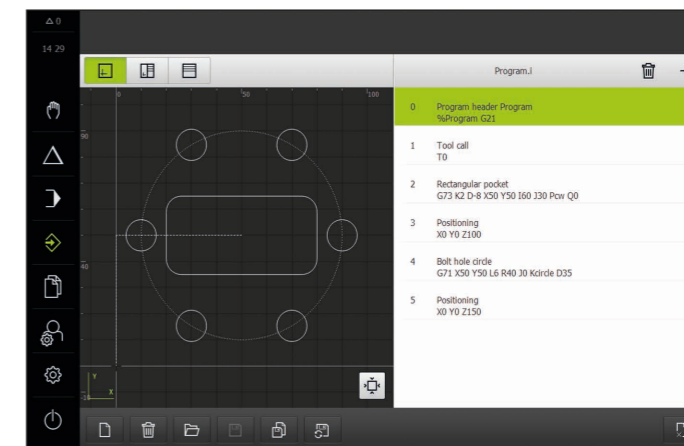 0
14 29
Program.i
0 50 100
90
40
-10
Y
X
0 Program header Program
%Program G21
1 Tool call
T0
2 Rectangular pocket
G73 K2 D-8 X50 Y50 I60 J30 Pcw Q0
3 Positioning
X0 Y0 Z100
4 Bolt hole circle
G71 X50 Y50 L6 R40 J0 Kcircle D35
5 Positioning
X0 Y0 Z150